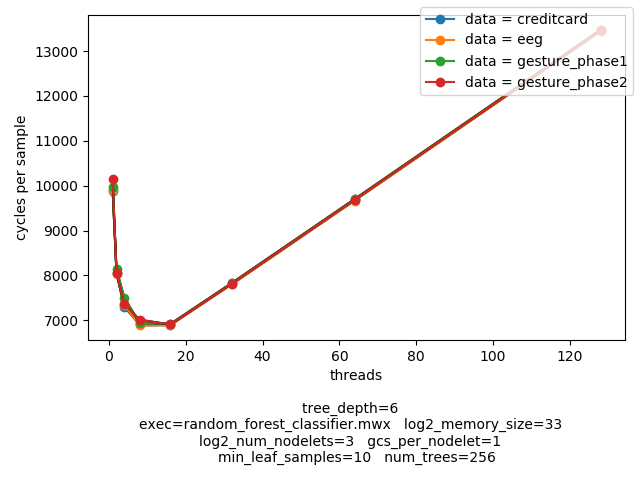 data = creditcard
data = eeg
data = gesture_phase1
data = gesture_phase2
13000
12000
11000
10000
9000
8000
7000
cycles per sample
0 20 40 60 80 100 120
threads
tree_depth=6
exec=random_forest_classifier.mwx log2_memory_size=33
log2_num_nodelets=3 gcs_per_nodelet=1
min_leaf_samples=10 num_trees=256